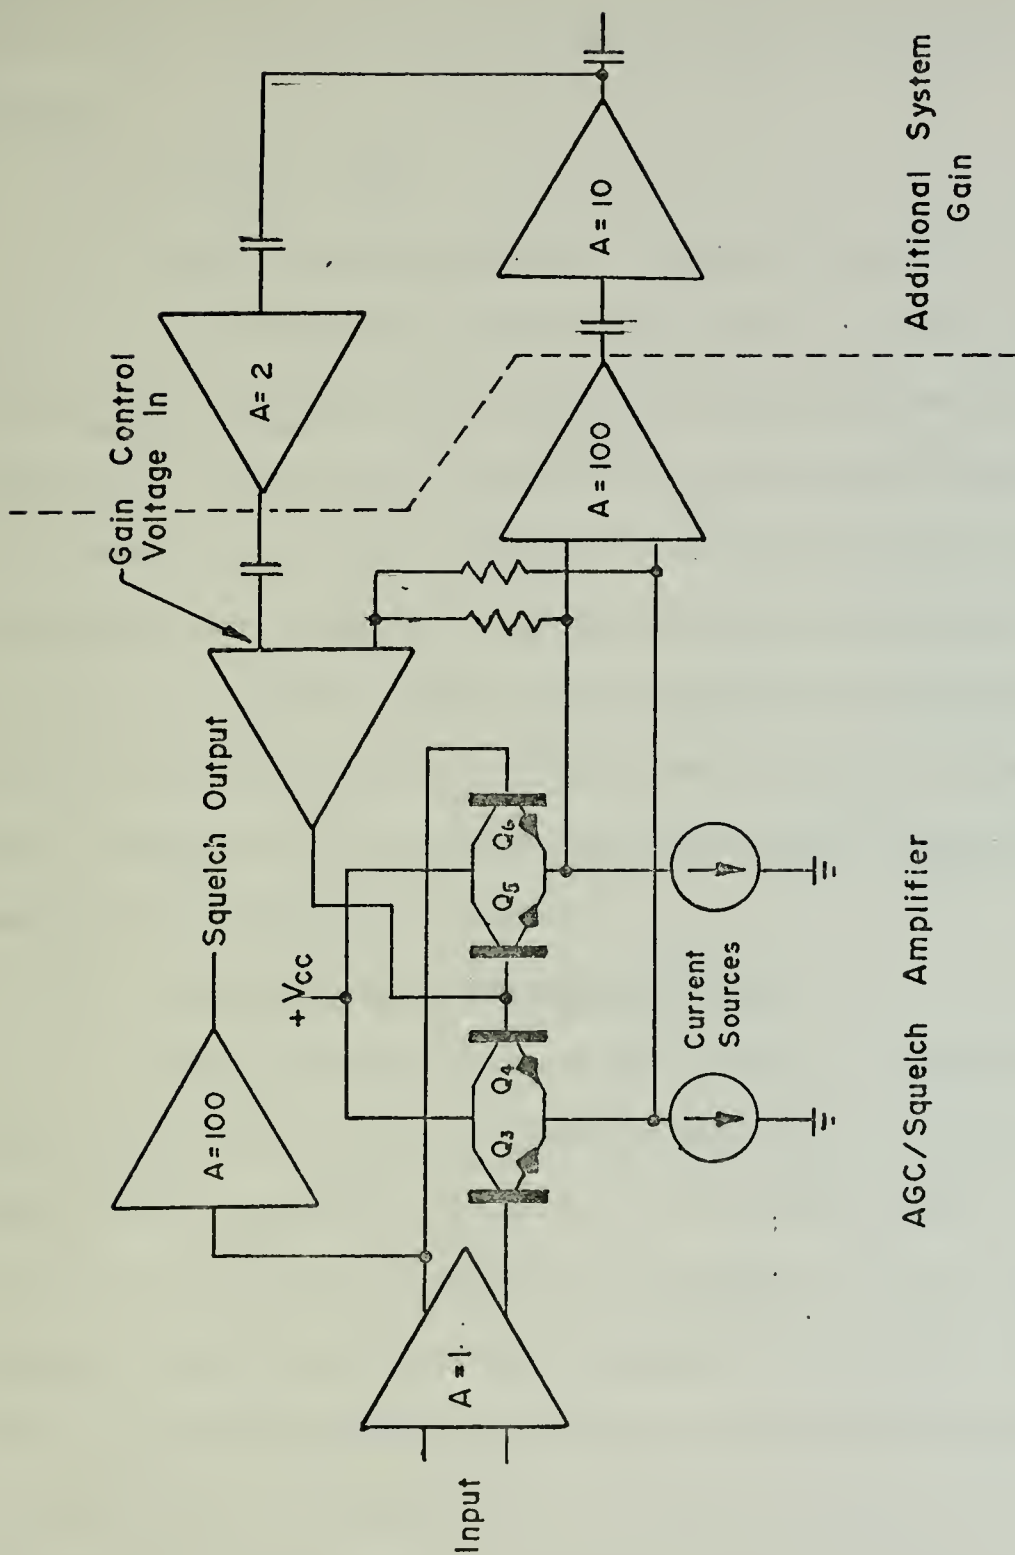 Input
A = 1
A = 100
Squelch Output
+ Vcc
Q3
Q4
Q5
Q6
Current
Sources
Gain Control
Voltage In
A = 2
A = 100
A = 10
AGC/Squelch Amplifier
Additional System
Gain